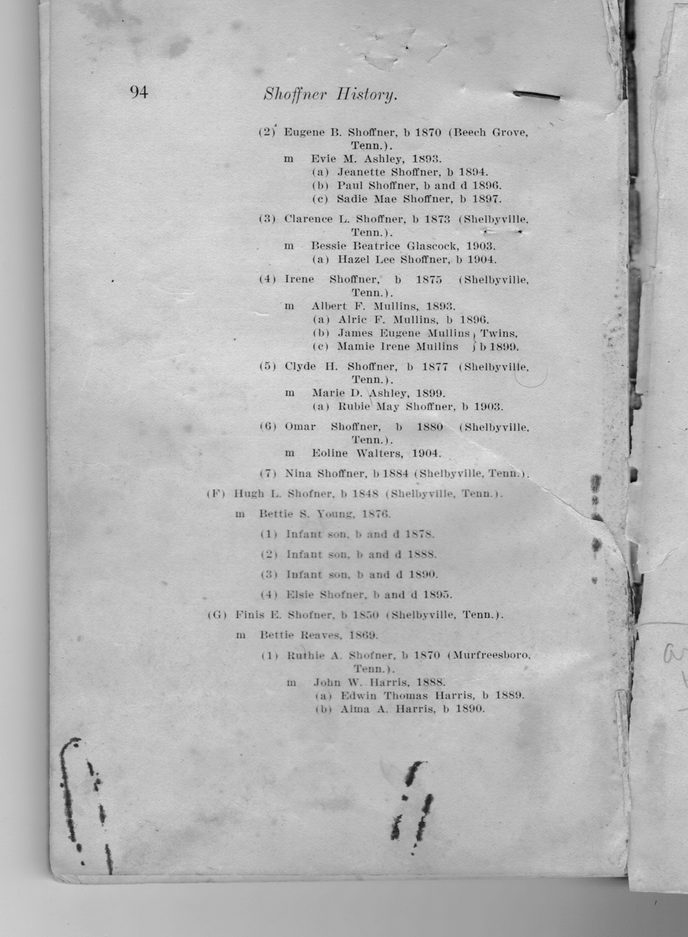 94
Shoffner History.
(2) Eugene B. Shoffner, b 1870 (Beech Grove,
Tenn.).
m Evie M. Ashley, 1893.
(a) Jeanette Shoffner, b 1894.
(b) Paul Shoffner, b and d 1896.
(c) Sadie Mae Shoffner, b 1897.
(3) Clarence L. Shoffner, b 1873 (Shelbyville,
Tenn.).
m Bessie Beatrice Glascock, 1903.
(a) Hazel Lee Shoffner, b 1904.
(4) Irene Shoffner, b 1875 (Shelbyville,
Tenn.).
m Albert F. Mullins, 1893.
(a) Alric F. Mullins, b 1896.
(b) James Eugene Mullins } Twins,
(c) Mamie Irene Mullins } b 1899.
(5) Clyde H. Shoffner, b 1877 (Shelbyville,
Tenn.).
m Marie D. Ashley, 1899.
(a) Rubie May Shoffner, b 1903.
(6) Omar Shoffner, b 1880 (Shelbyville,
Tenn.).
m Eoline Walters, 1904.
(7) Nina Shoffner, b 1884 (Shelbyville, Tenn.).
(F) Hugh L. Shofner, b 1848 (Shelbyville, Tenn.).
m Bettie S. Young, 1876.
(1) Infant son, b and d 1878.
(2) Infant son, b and d 1888.
(3) Infant son, b and d 1890.
(4) Elsie Shofner, b and d 1895.
(G) Finis E. Shofner, b 1850 (Shelbyville, Tenn.).
m Bettie Reaves, 1869.
(1) Ruthie A. Shofner, b 1870 (Murfreesboro,
Tenn.).
m John W. Harris, 1888.
(a) Edwin Thomas Harris, b 1889.
(b) Alma A. Harris, b 1890.